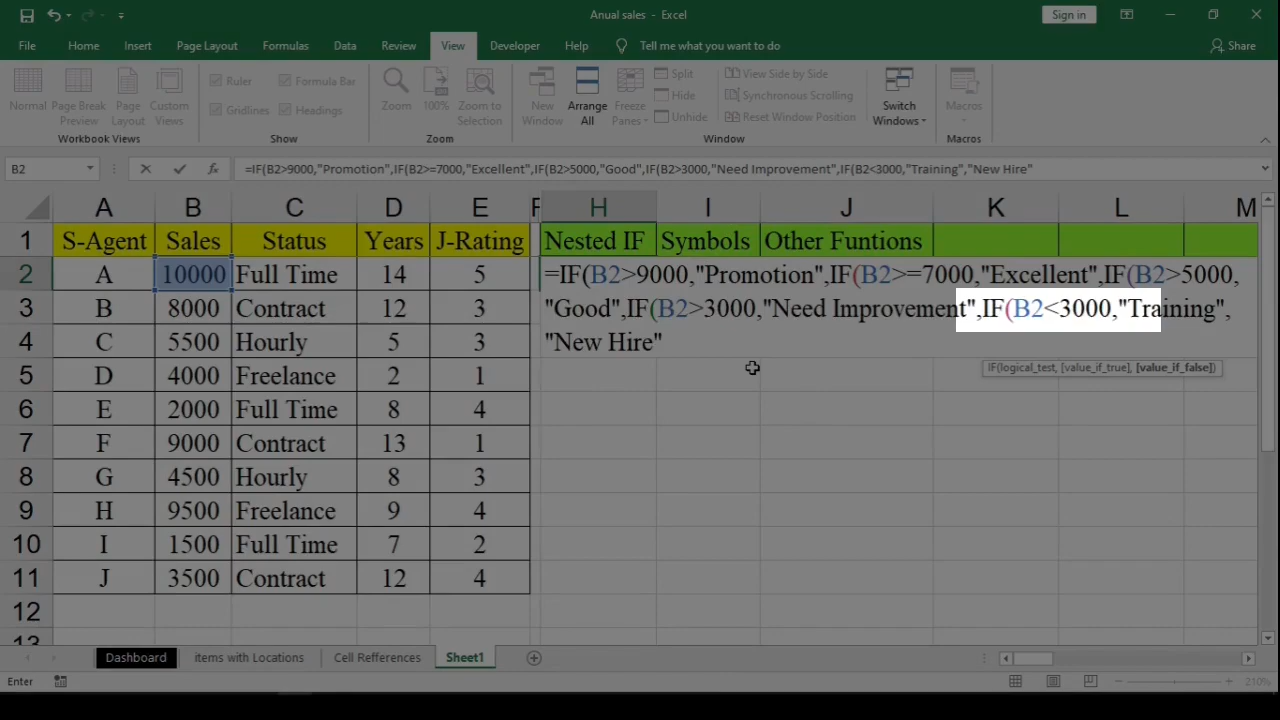 Anual sales - Excel
Sign in
File Home Insert Page Layout Formulas Data Review View Developer Help Tell me what you want to do Share
Normal Page Break Preview Page Layout Custom Views
Workbook Views
Ruler Formula Bar
Gridlines Headings
Show
Zoom 100% Zoom to Selection
Zoom
New Window Arrange All Freeze Panes
Split
Hide
Unhide
View Side by Side
Synchronous Scrolling
Reset Window Position
Switch Windows
Window
Macros
Macros
B2 fx =IF(B2>9000,"Promotion",IF(B2>=7000,"Excellent",IF(B2>5000,"Good",IF(B2>3000,"Need Improvement",IF(B2<3000,"Training","New Hire"
A B C D E F H I J K L M
1 S-Agent Sales Status Years J-Rating Nested IF Symbols Other Funtions
2 A 10000 Full Time 14 5 =IF(B2>9000,"Promotion",IF(B2>=7000,"Excellent",IF(B2>5000,
3 B 8000 Contract 12 3 "Good",IF(B2>3000,"Need Improvement",IF(B2<3000,"Training",
4 C 5500 Hourly 5 3 "New Hire"
5 D 4000 Freelance 2 1 IF(logical_test, [value_if_true], [value_if_false])
6 E 2000 Full Time 8 4
7 F 9000 Contract 13 1
8 G 4500 Hourly 8 3
9 H 9500 Freelance 9 4
10 I 1500 Full Time 7 2
11 J 3500 Contract 12 4
12
13
Dashboard items with Locations Cell Refferences Sheet1
Enter 210%